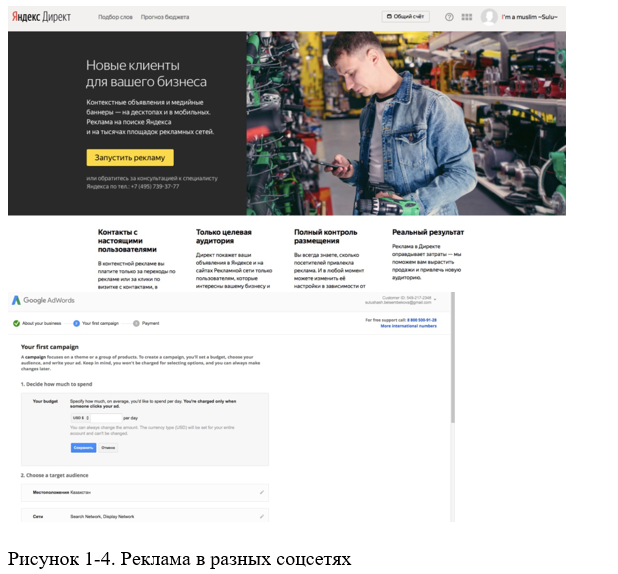 Яндекс Директ
Подбор слов
Прогноз бюджета
Общий счёт
I'm a muslim ~Sulu~
Новые клиенты
для вашего бизнеса
Контекстные объявления и медийные
баннеры — на десктопах и в мобильных.
Реклама на поиске Яндекса
и на тысячах площадок рекламных сетей.
Запустить рекламу
или обратитесь за консультацией к специалисту
Яндекса по тел.: +7 (495) 739-37-77
Контакты с
настоящими
пользователями
В контекстной рекламе вы
платите только за переходы по
рекламе или за клики по
визитке с контактами, а
Только целевая
аудитория
Директ покажет ваши
объявления в Яндексе и на
сайтах Рекламной сети только
пользователям, которые
интересны вашему бизнесу и
Полный контроль
размещения
Вы всегда знаете, сколько
посетителей привлекла
реклама. И в любой момент
можете изменить её
настройки в зависимости от
Реальный результат
Реклама в Директе
оправдывает затраты — мы
поможем вам вырастить
продажи и привлечь новую
аудиторию.
Google AdWords
Customer ID: 949-217-2348
About your business
Your first campaign
Payment
For free support call: 8 800 500-91-28
More international numbers
Your first campaign
A campaign focuses on a theme or a group of products. To create a campaign, you'll set a budget, choose your
audience, and write your ad. Keep in mind, you won't be charged for selecting options, and you can always make
changes later.
1. Decide how much to spend
Your budget
Specify how much, on average, you'd like to spend per day. You're charged only when
someone clicks your ad.
USD $
per day
You can always change the amount. The currency type (USD) will be set for your entire
account and can't be changed.
Сохранить
Отмена
2. Choose a target audience
Местоположения Казахстан
Сети
Search Network, Display Network
Рисунок 1-4. Реклама в разных соцсетях